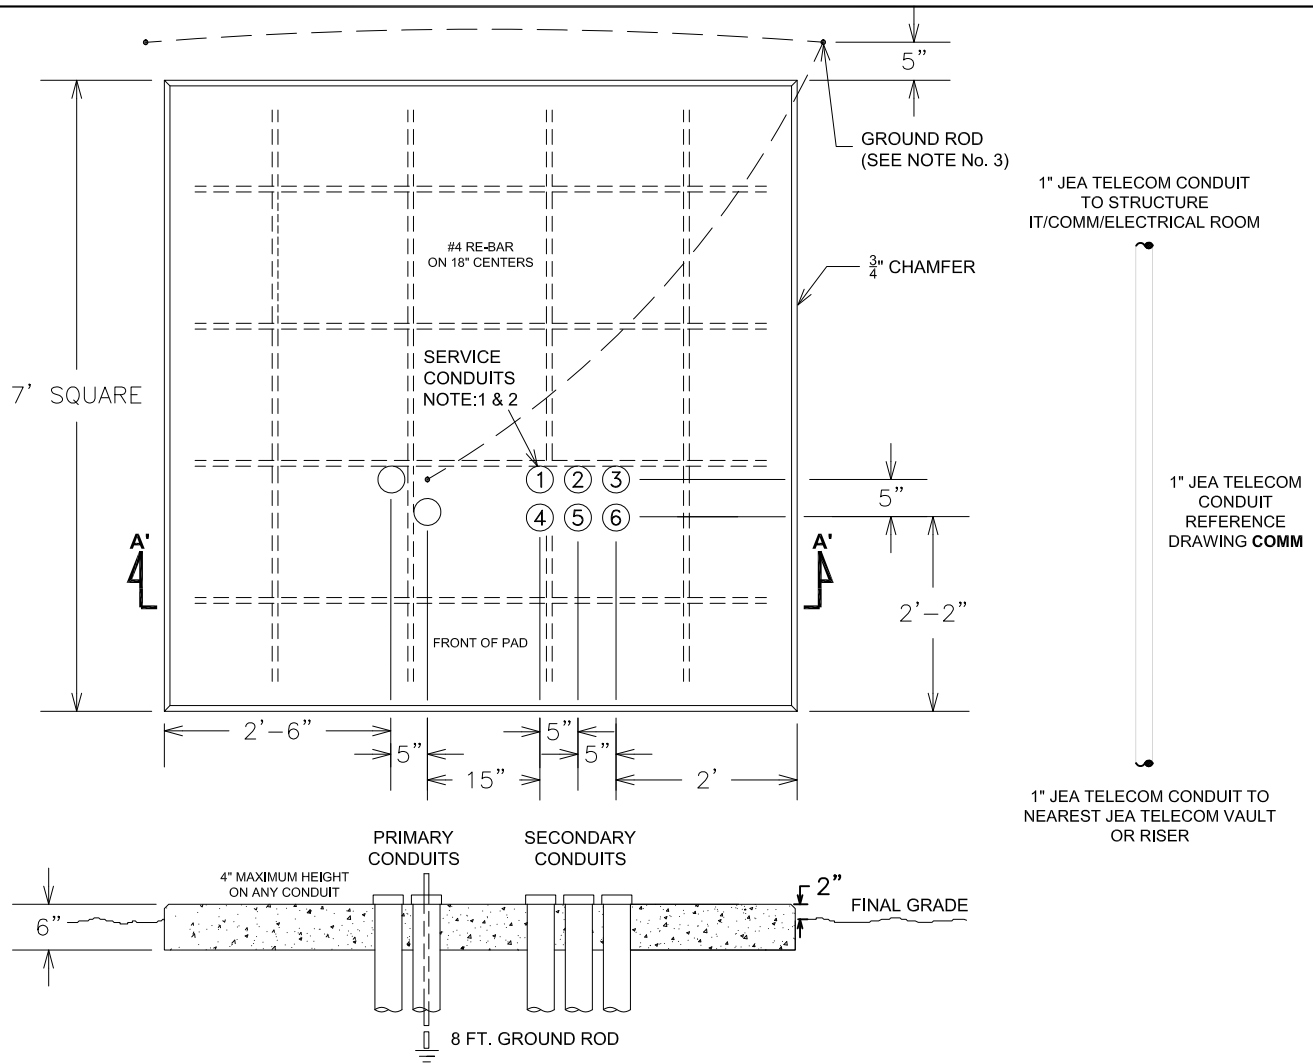 5”
GROUND ROD
(SEE NOTE No. 3)
1" JEA TELECOM CONDUIT
TO STRUCTURE
IT/COMM/ELECTRICAL ROOM
#4 RE-BAR
ON 18" CENTERS
3/4" CHAMFER
SERVICE
CONDUITS
NOTE:1 & 2
7’ SQUARE
1 2 3
4 5 6
5”
1" JEA TELECOM
CONDUIT
REFERENCE
DRAWING COMM
A' A'
2’-2”
FRONT OF PAD
2’-6”
5”
15”
5”
5”
2’
1" JEA TELECOM CONDUIT TO
NEAREST JEA TELECOM VAULT
OR RISER
PRIMARY
CONDUITS
SECONDARY
CONDUITS
4" MAXIMUM HEIGHT
ON ANY CONDUIT
2”
FINAL GRADE
6”
8 FT. GROUND ROD